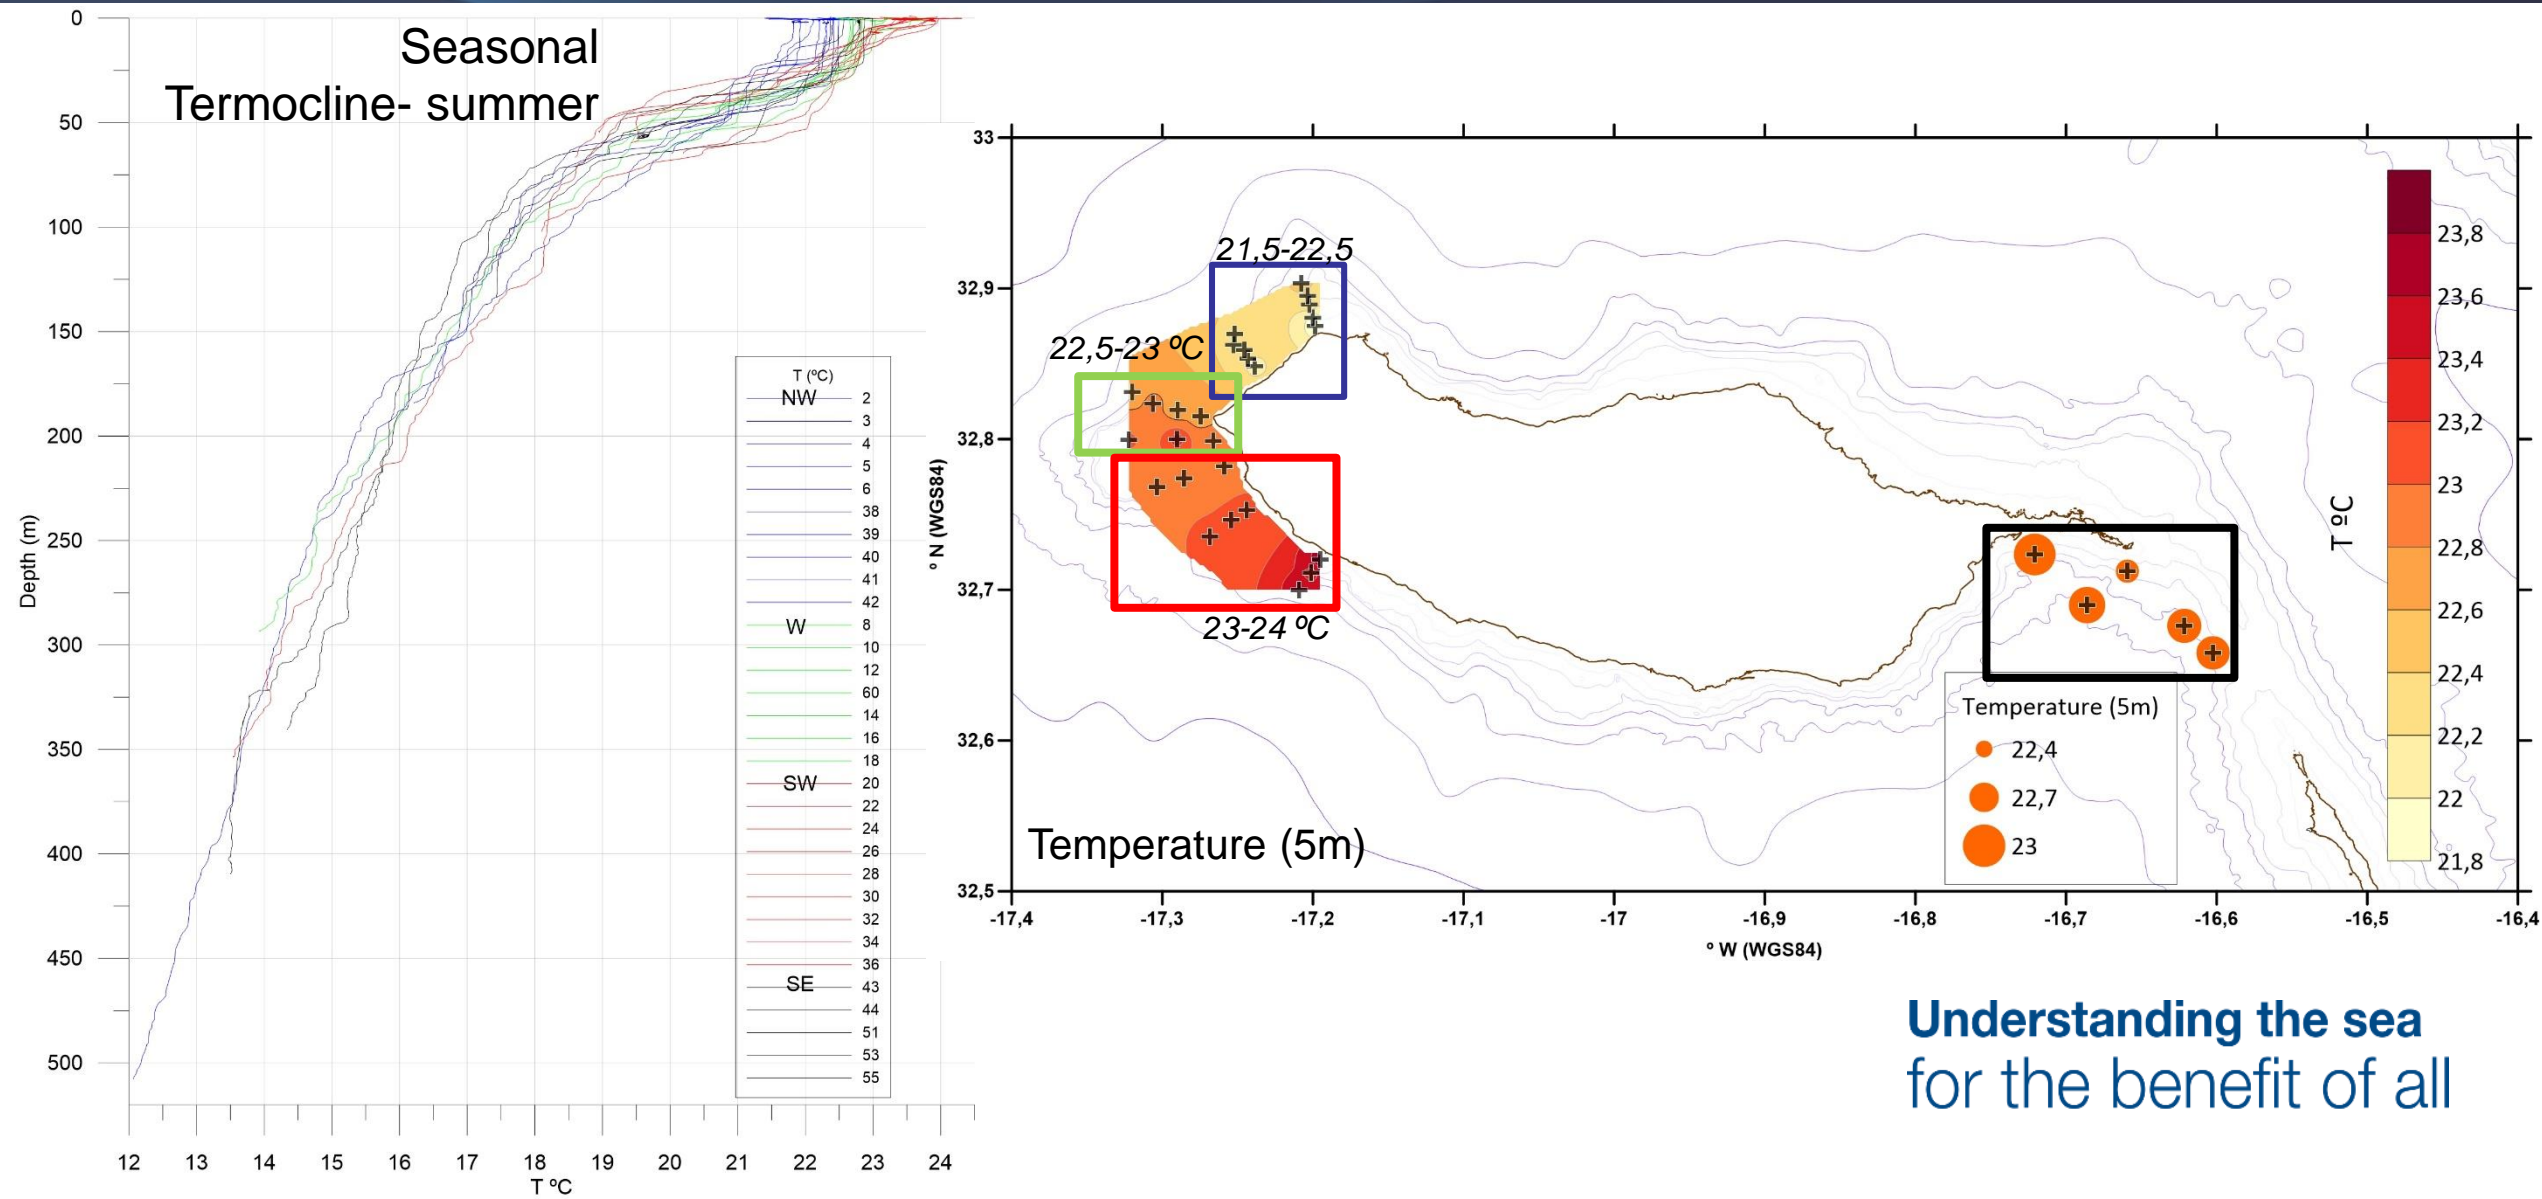 Seasonal
Termocline- summer
0
50
100
150
200
250
300
350
400
450
500
Depth (m)
12 13 14 15 16 17 18 19 20 21 22 23 24
T ºC
T (ºC)
NW 2
3
4
5
6
38
39
40
41
42
W 8
10
12
60
14
16
18
SW 20
22
24
26
28
30
32
34
36
SE 43
44
51
53
55
33
32,9
32,8
32,7
32,6
32,5
º N (WGS84)
-17,4 -17,3 -17,2 -17,1 -17 -16,9 -16,8 -16,7 -16,6 -16,5 -16,4
º W (WGS84)
21,5-22,5
22,5-23 ºC
23-24 ºC
Temperature (5m)
Temperature (5m)
22,4
22,7
23
T ºC
23,8
23,6
23,4
23,2
23
22,8
22,6
22,4
22,2
22
21,8
Understanding the sea
for the benefit of all